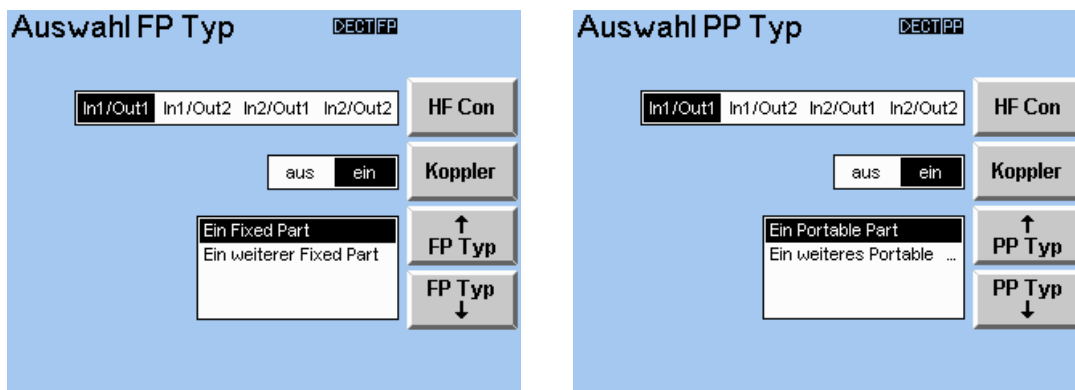 Auswahl FP Typ DECT FP
In1/Out1 In1/Out2 In2/Out1 In2/Out2 HF Con
aus ein Koppler
Ein Fixed Part
Ein weiterer Fixed Part
↑
FP Typ
FP Typ
↓
Auswahl PP Typ DECT PP
In1/Out1 In1/Out2 In2/Out1 In2/Out2 HF Con
aus ein Koppler
Ein Portable Part
Ein weiteres Portable ...
↑
PP Typ
PP Typ
↓